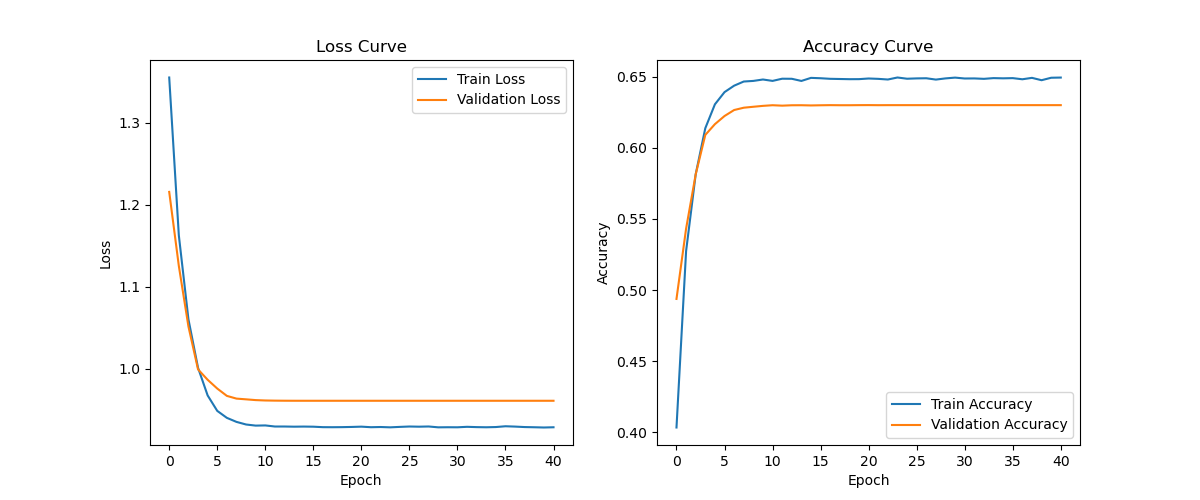 Loss Curve
Loss
1.3
1.2
1.1
1.0
Train Loss
Validation Loss
0 5 10 15 20 25 30 35 40
Epoch
Accuracy Curve
Accuracy
0.65
0.60
0.55
0.50
0.45
0.40
Train Accuracy
Validation Accuracy
0 5 10 15 20 25 30 35 40
Epoch